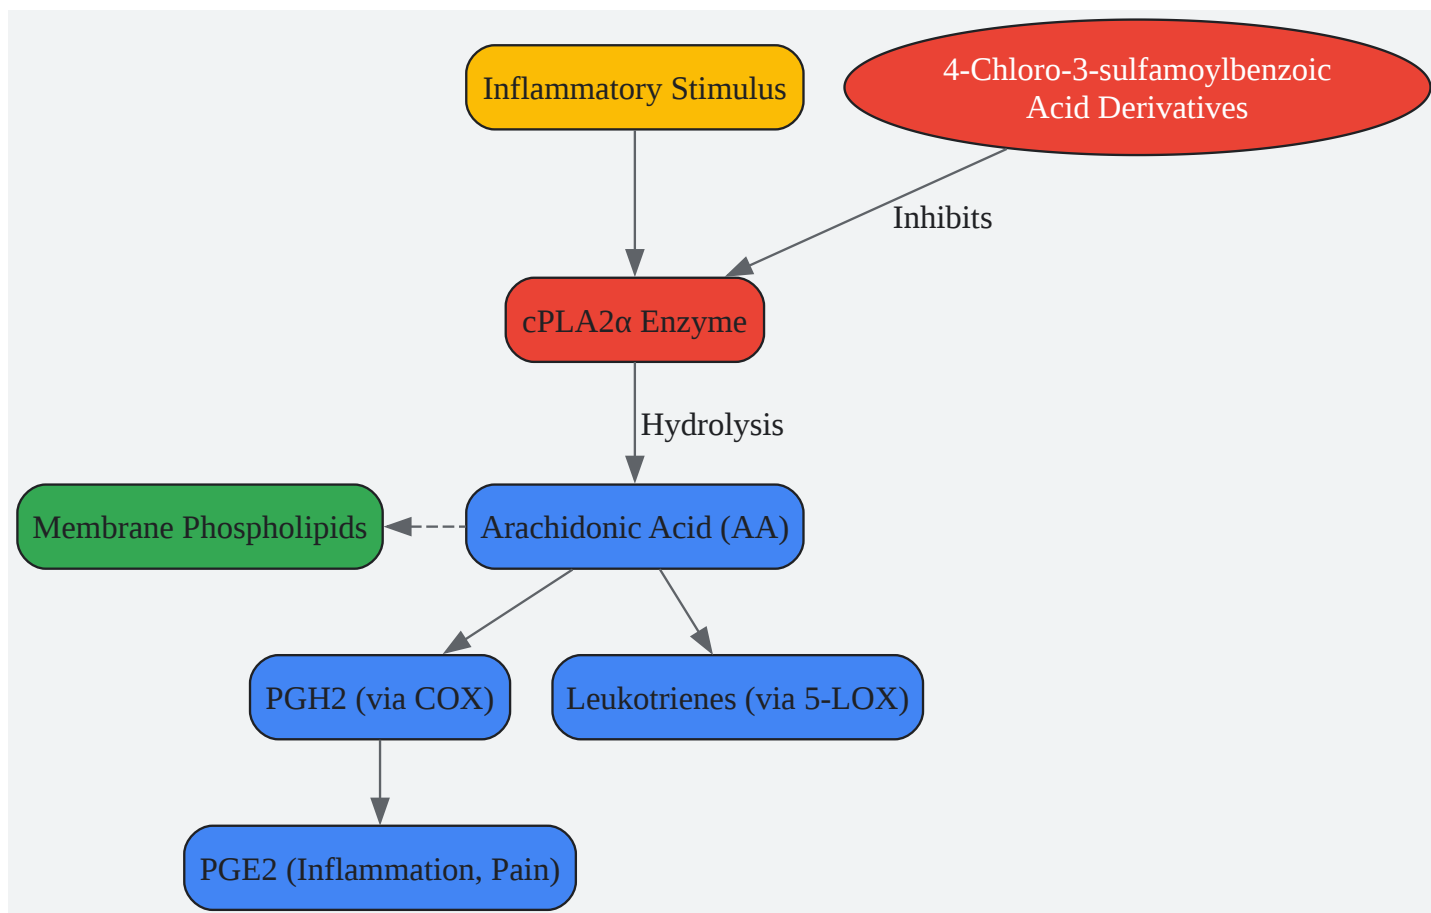 Inflammatory Stimulus
4-Chloro-3-sulfamoylbenzoic
Acid Derivatives
Inhibits
cPLA2α Enzyme
Hydrolysis
Membrane Phospholipids
Arachidonic Acid (AA)
PGH2 (via COX)
Leukotrienes (via 5-LOX)
PGE2 (Inflammation, Pain)